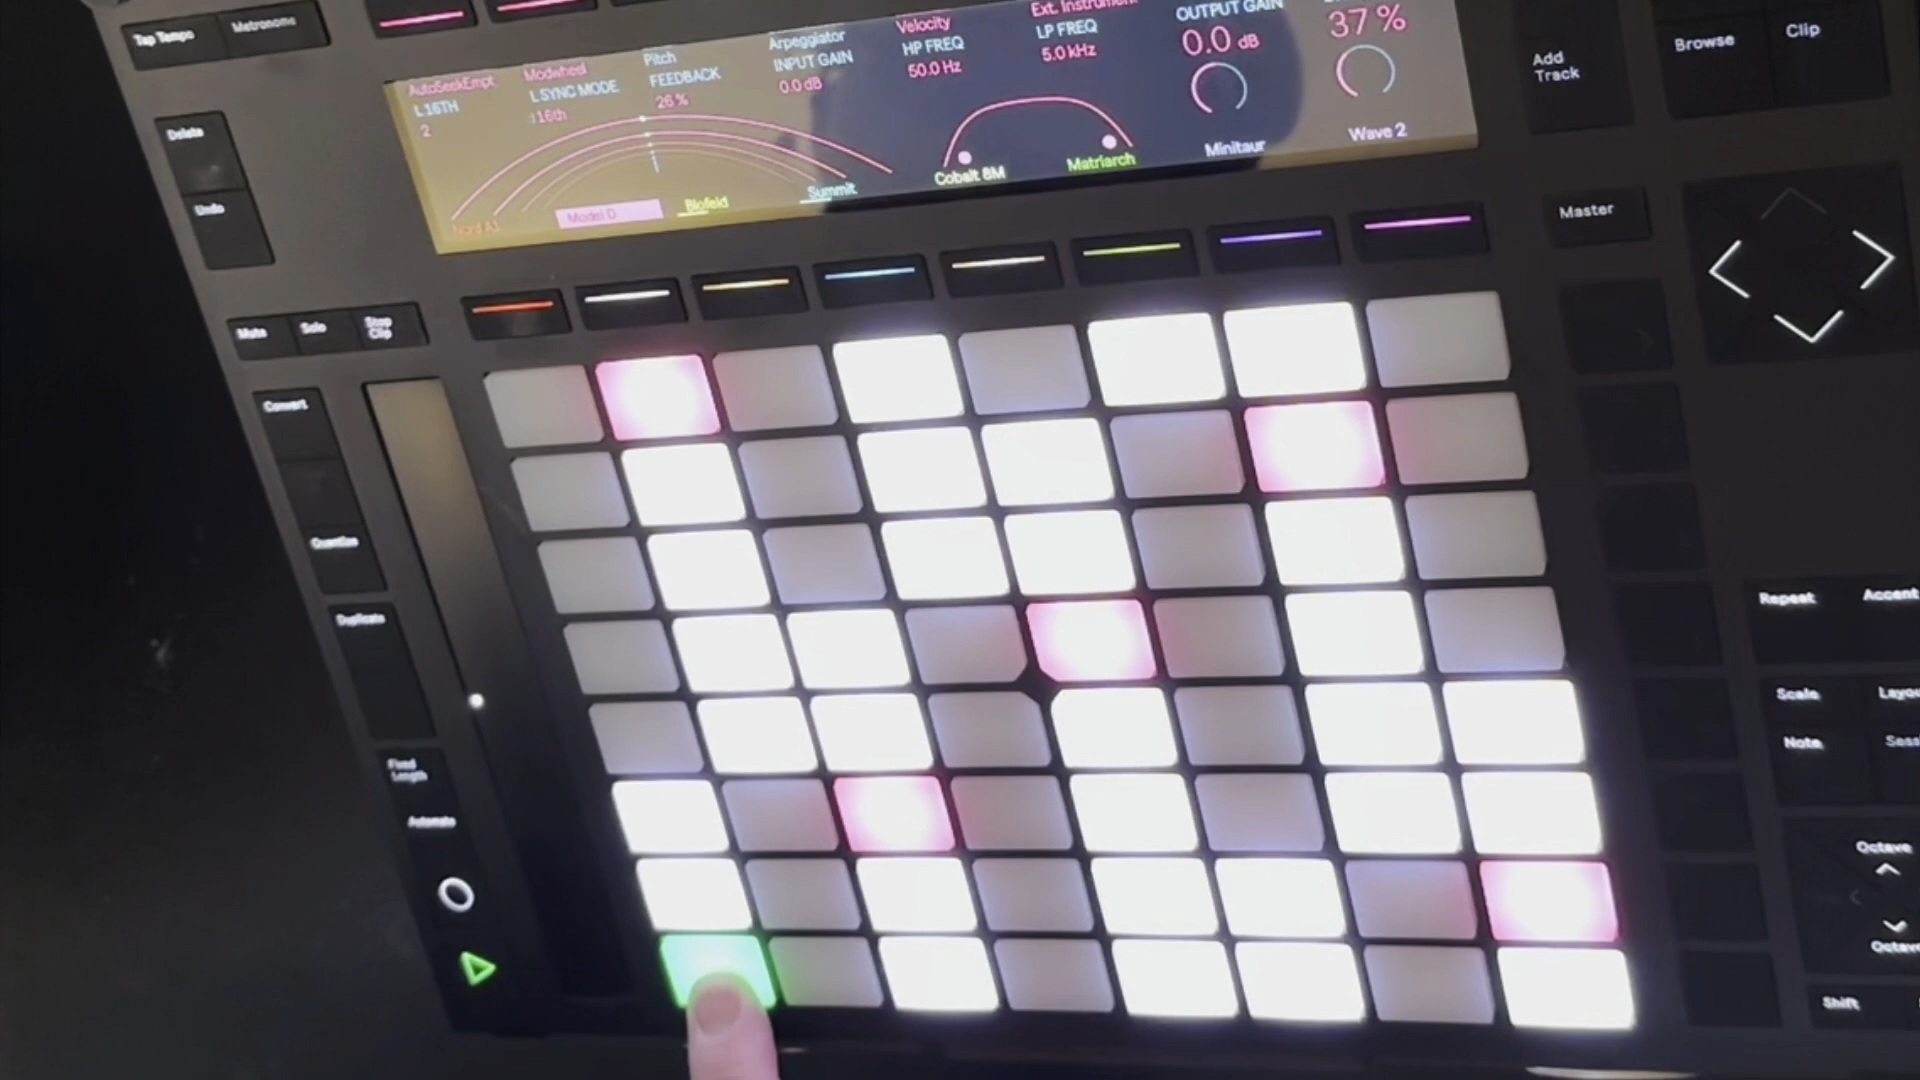 Tap Tempo
Metronome
AutoSeekEmpt
Modwheel
Pitch
Arpeggiator
Velocity
Ext. Instrument
OUTPUT GAIN
L 16TH
L SYNC MODE
FEEDBACK
INPUT GAIN
HP FREQ
LP FREQ
0.0 dB
37 %
2
16th
26 %
0.0 dB
50.0 Hz
5.0 kHz
Nord A1
Model D
Blofeld
Summit
Cobalt 8M
Matriarch
Minitaur
Wave 2
Add
Track
Browse
Clip
Delete
Undo
Master
Mute
Solo
Stop
Clip
Convert
Quantize
Duplicate
Fixed
Length
Automate
Repeat
Accent
Scale
Layou
Note
Sess
Octave
Octave
Shift